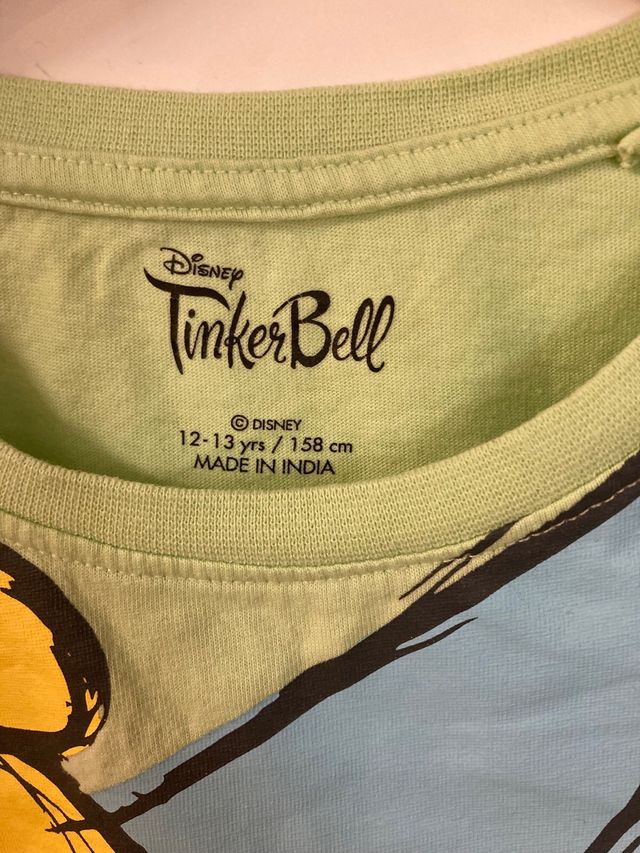 Disney
TinkerBell
© DISNEY
12-13 yrs / 158 cm
MADE IN INDIA